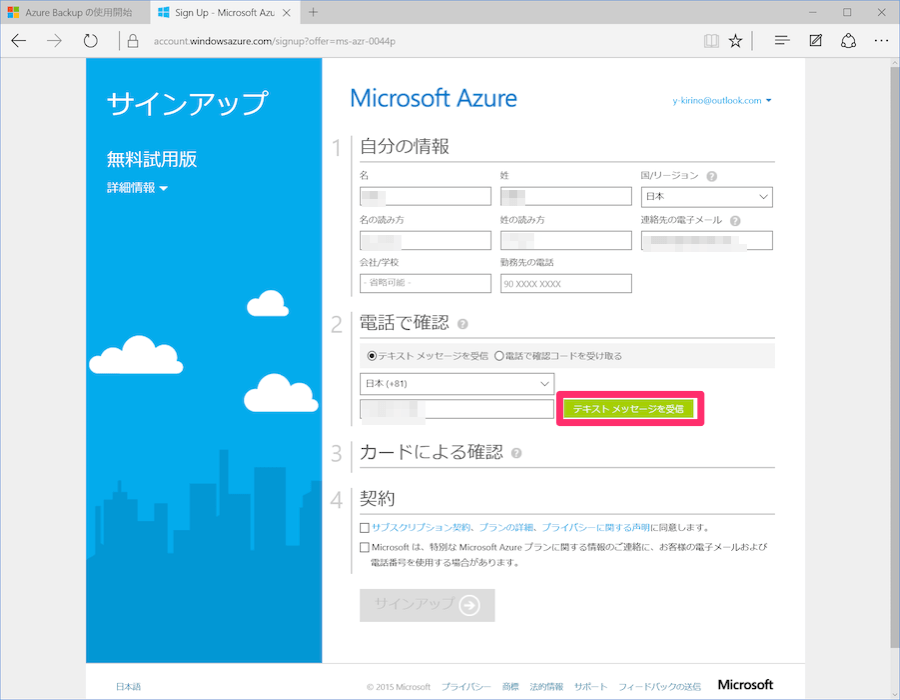 Azure Backup の使用開始
Sign Up - Microsoft Azu
account.windowsazure.com/signup?offer=ms-azr-0044p
サインアップ
無料試用版
詳細情報
Microsoft Azure
y-kirino@outlook.com
1 自分の情報
名 姓 国/リージョン ?
日本
名の読み方 姓の読み方 連絡先の電子メール ?
会社/学校 勤務先の電話
- 省略可能 - 90 XXXX XXXX
2 電話で確認 ?
テキスト メッセージを受信 電話で確認コードを受け取る
日本 (+81)
テキスト メッセージを受信
3 カードによる確認 ?
4 契約
サブスクリプション契約、プランの詳細、プライバシーに関する声明に同意します。
Microsoft は、特別な Microsoft Azure プランに関する情報のご連絡に、お客様の電子メールおよび
電話番号を使用する場合があります。
サインアップ
日本語 © 2015 Microsoft プライバシー 商標 法的情報 サポート フィードバックの送信 Microsoft